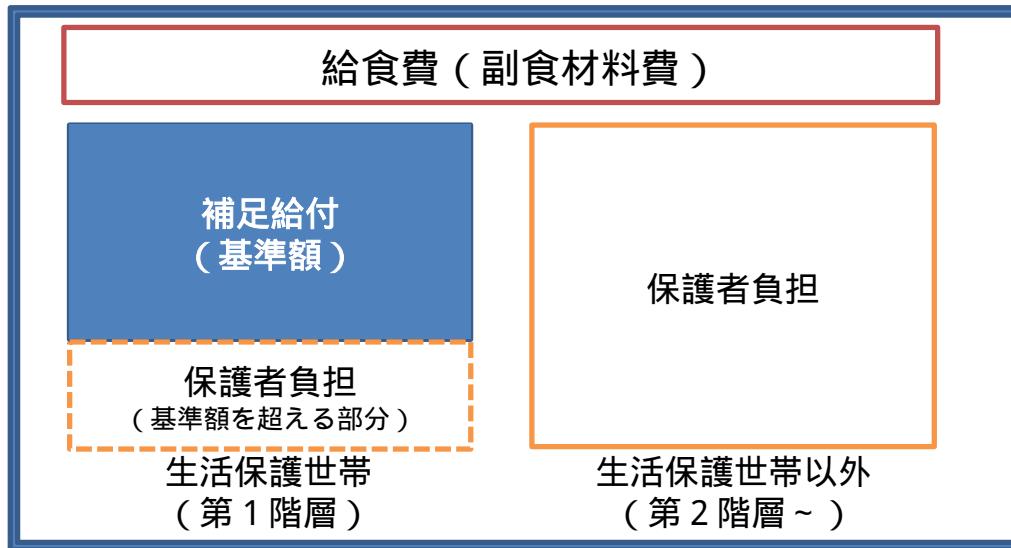 給食費（副食材料費）
補足給付
（基準額）
保護者負担
（基準額を超える部分）
生活保護世帯
（第１階層）
保護者負担
生活保護世帯以外
（第２階層~）